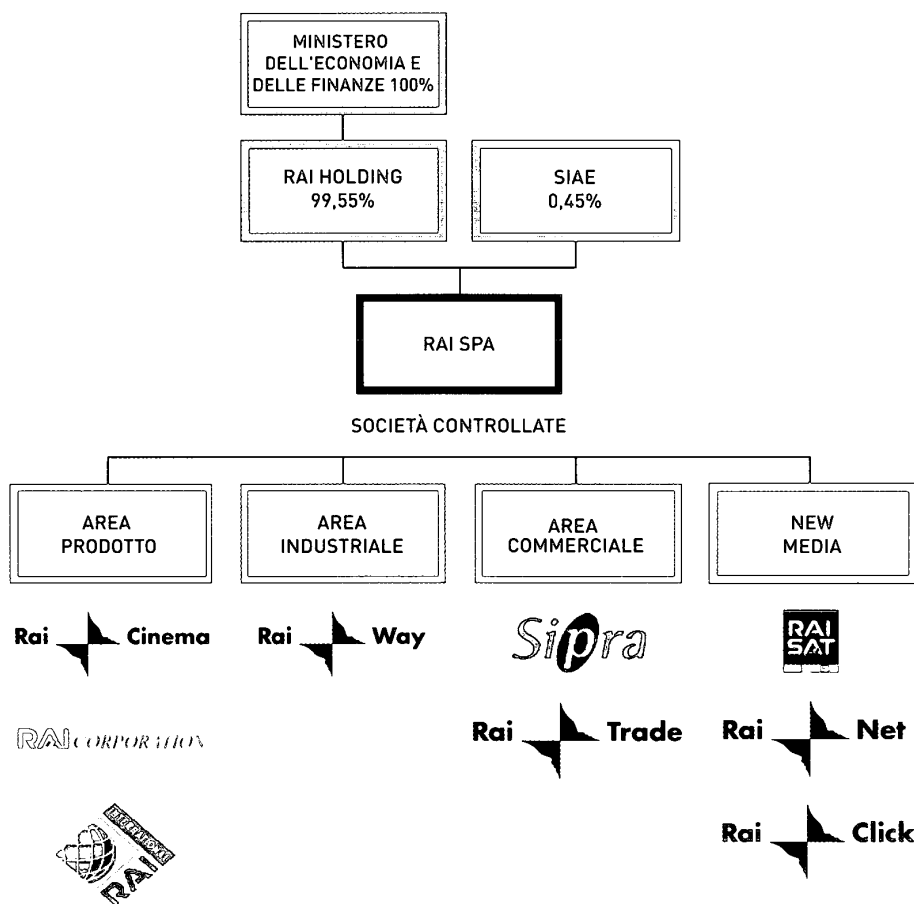 MINISTERO
DELL'ECONOMIA E
DELLE FINANZE 100%
RAI HOLDING
99,55%
SIAE
0,45%
RAI SPA
SOCIETÀ CONTROLLATE
AREA
PRODOTTO
AREA
INDUSTRIALE
AREA
COMMERCIALE
NEW
MEDIA
Rai Cinema
Rai Way
Sipra
RAI
SAT
RAI CORPORATION
Rai Trade
Rai Net
INTERNATIONAL
RAI
Rai Click